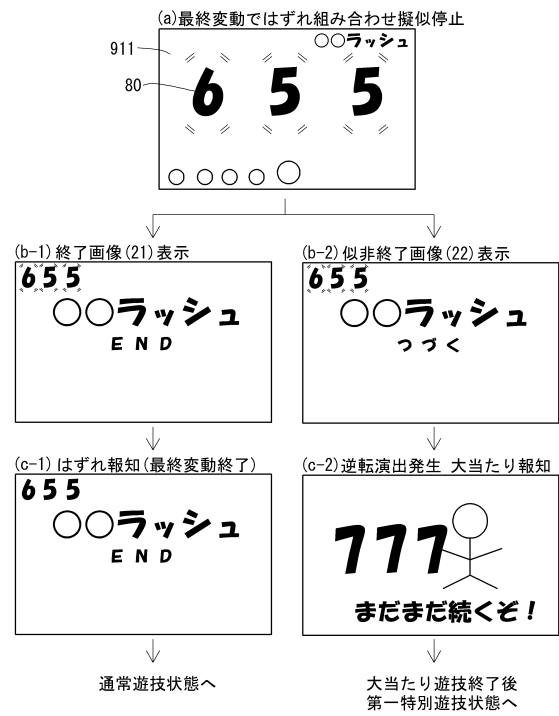 (a)最終変動ではずれ組み合わせ擬似停止
911
○○ラッシュ
80
6 5 5
(b-1)終了画像(21)表示
655
○○ラッシュ
END
(b-2)似非終了画像(22)表示
655
○○ラッシュ
つづく
(c-1)はずれ報知(最終変動終了)
655
○○ラッシュ
END
(c-2)逆転演出発生 大当たり報知
777
まだまだ続くぞ!
通常遊技状態へ
大当たり遊技終了後
第一特別遊技状態へ